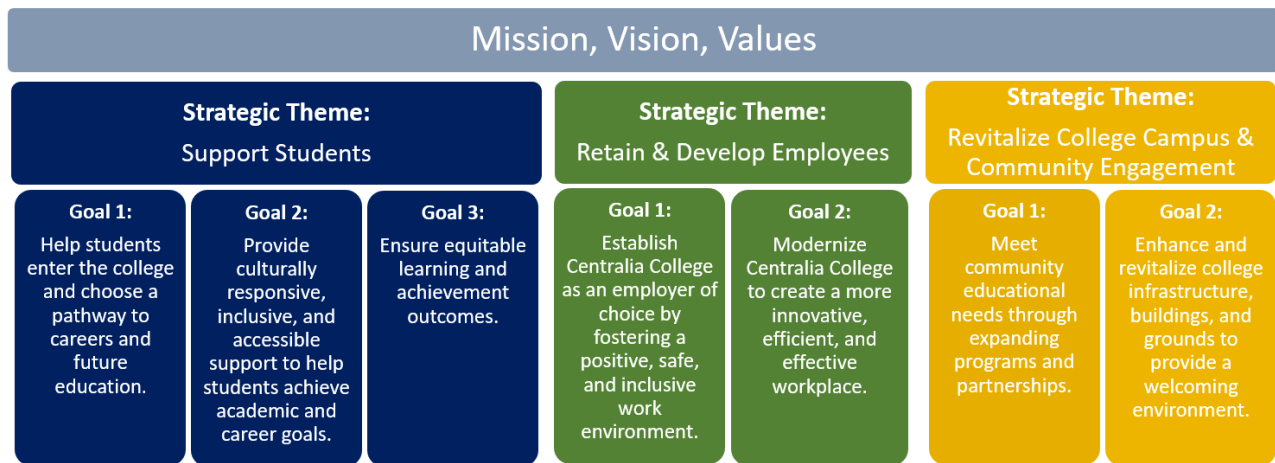 Mission, Vision, Values
Strategic Theme:
Support Students
Goal 1:
Help students
enter the college
and choose a
pathway to
careers and
future
education.
Goal 2:
Provide
culturally
responsive,
inclusive, and
accessible
support to help
students achieve
academic and
career goals.
Goal 3:
Ensure equitable
learning and
achievement
outcomes.
Strategic Theme:
Retain & Develop Employees
Goal 1:
Establish
Centralia College
as an employer of
choice by
fostering a
positive, safe,
and inclusive
work
environment.
Goal 2:
Modernize
Centralia College
to create a more
innovative,
efficient, and
effective
workplace.
Strategic Theme:
Revitalize College Campus &
Community Engagement
Goal 1:
Meet
community
educational
needs through
expanding
programs and
partnerships.
Goal 2:
Enhance and
revitalize college
infrastructure,
buildings, and
grounds to
provide a
welcoming
environment.